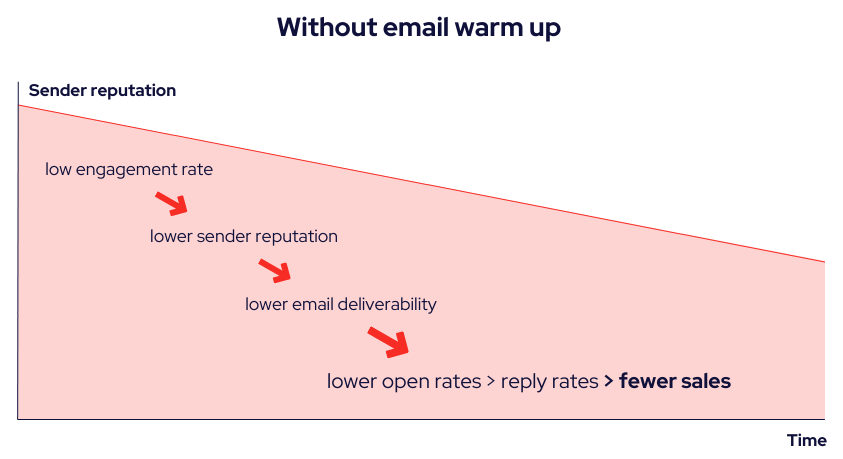 Without email warm up
Sender reputation
low engagement rate
lower sender reputation
lower email deliverability
lower open rates > reply rates > fewer sales
Time